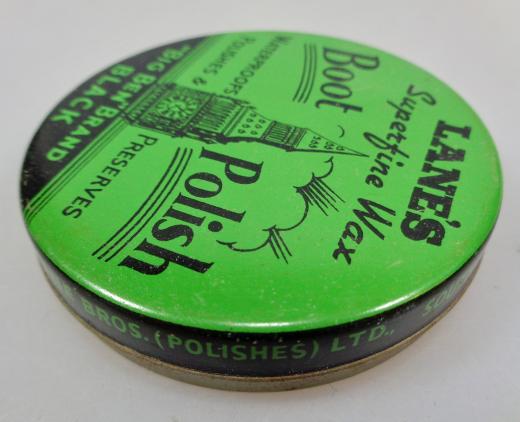 LANE'S
Superfine Wax
Boot Polish
WATERPROOFS
POLISHES & PRESERVES
"BIG BEN" BRAND
BLACK
BROS. (POLISHES) LTD.,